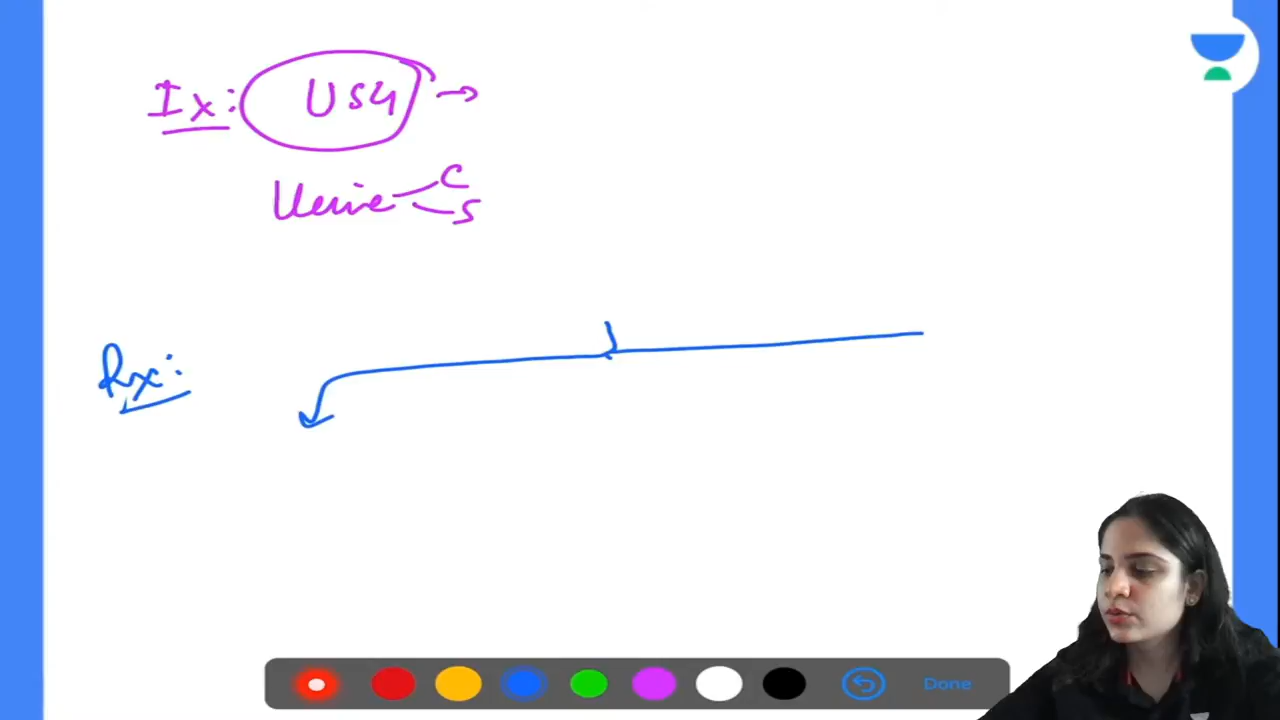 Ix: USG →
Urine C
S
Rx:
Done